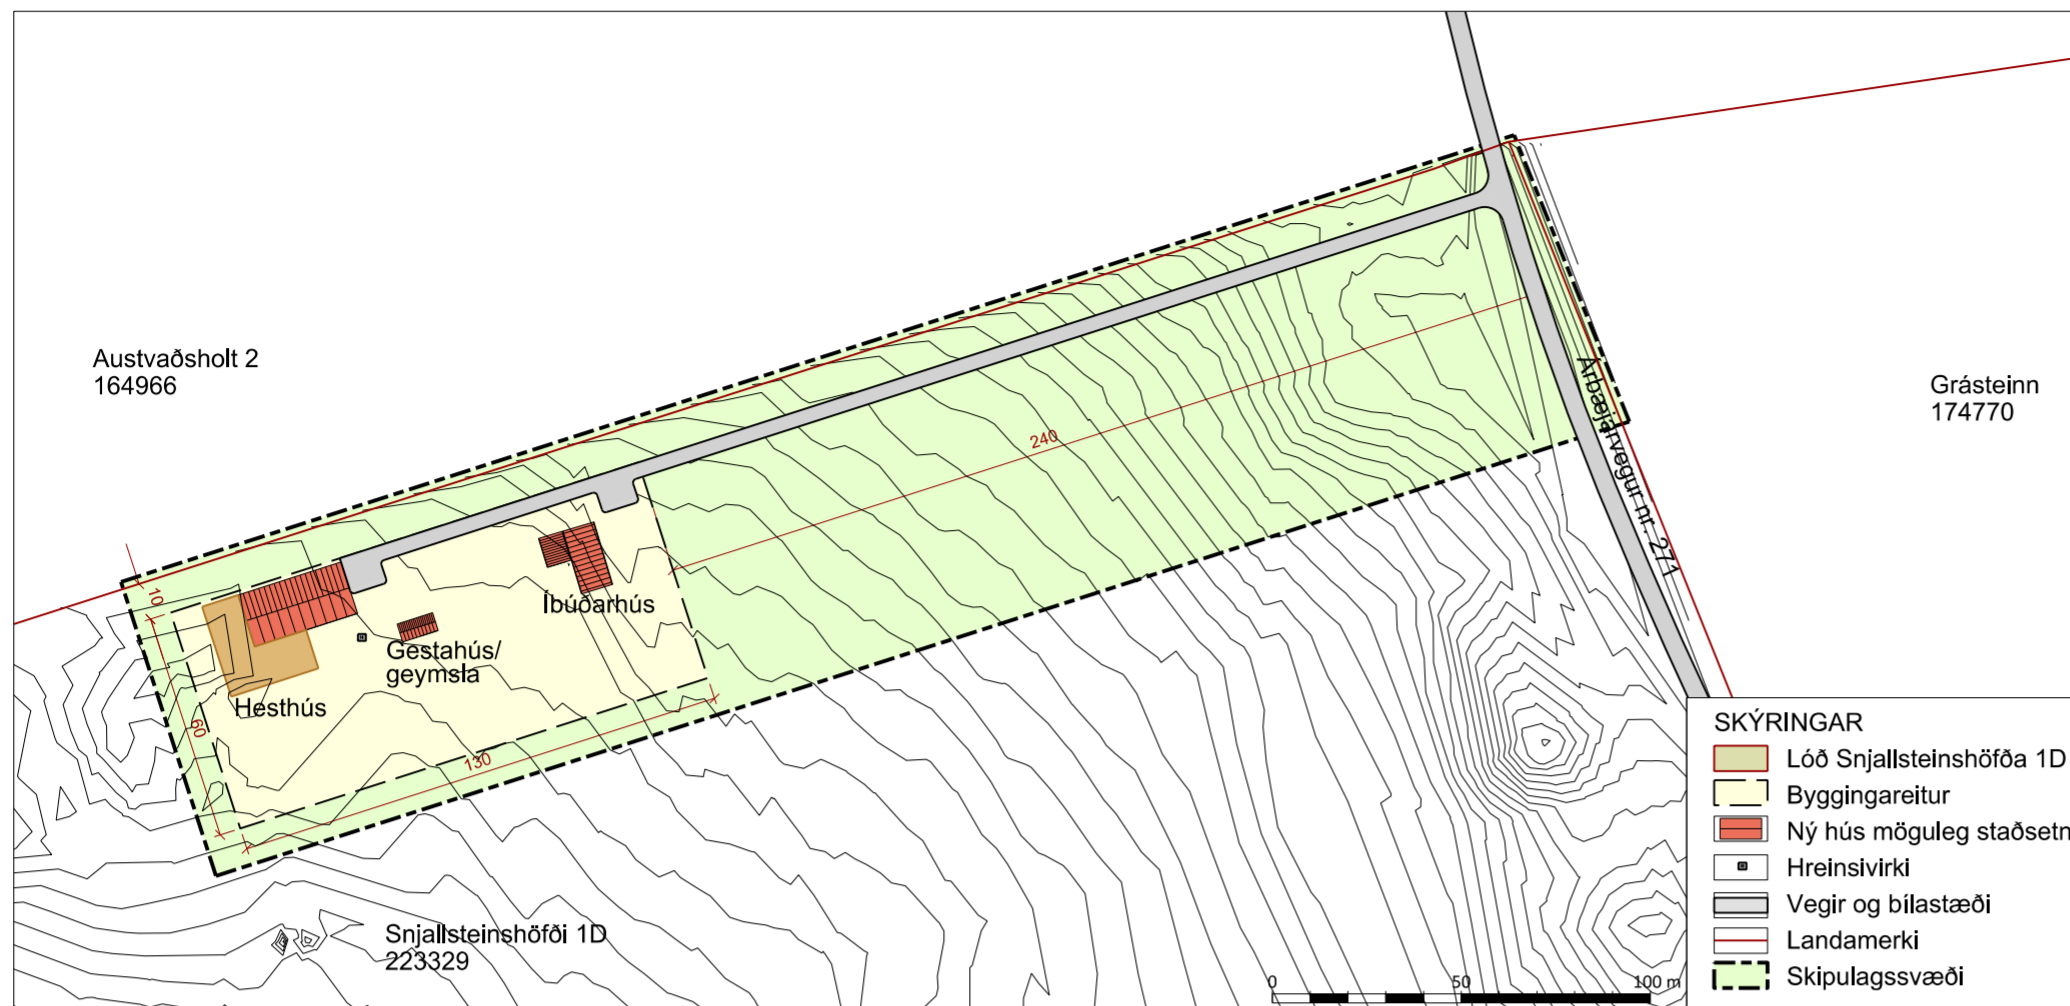 Austvaðsholt 2
164966
Grásteinn
174770
Árbæjarvegur nr. 271
240
10
60
130
Íbúðarhús
Gestahús/
geymsla
Hesthús
Snjallsteinshöfði 1D
223329
0 50 100 m
SKÝRINGAR
Lóð Snjallsteinshöfða 1D
Byggingareitur
Ný hús möguleg staðsetn
Hreinsivirki
Vegir og bílastæði
Landamerki
Skipulagssvæði